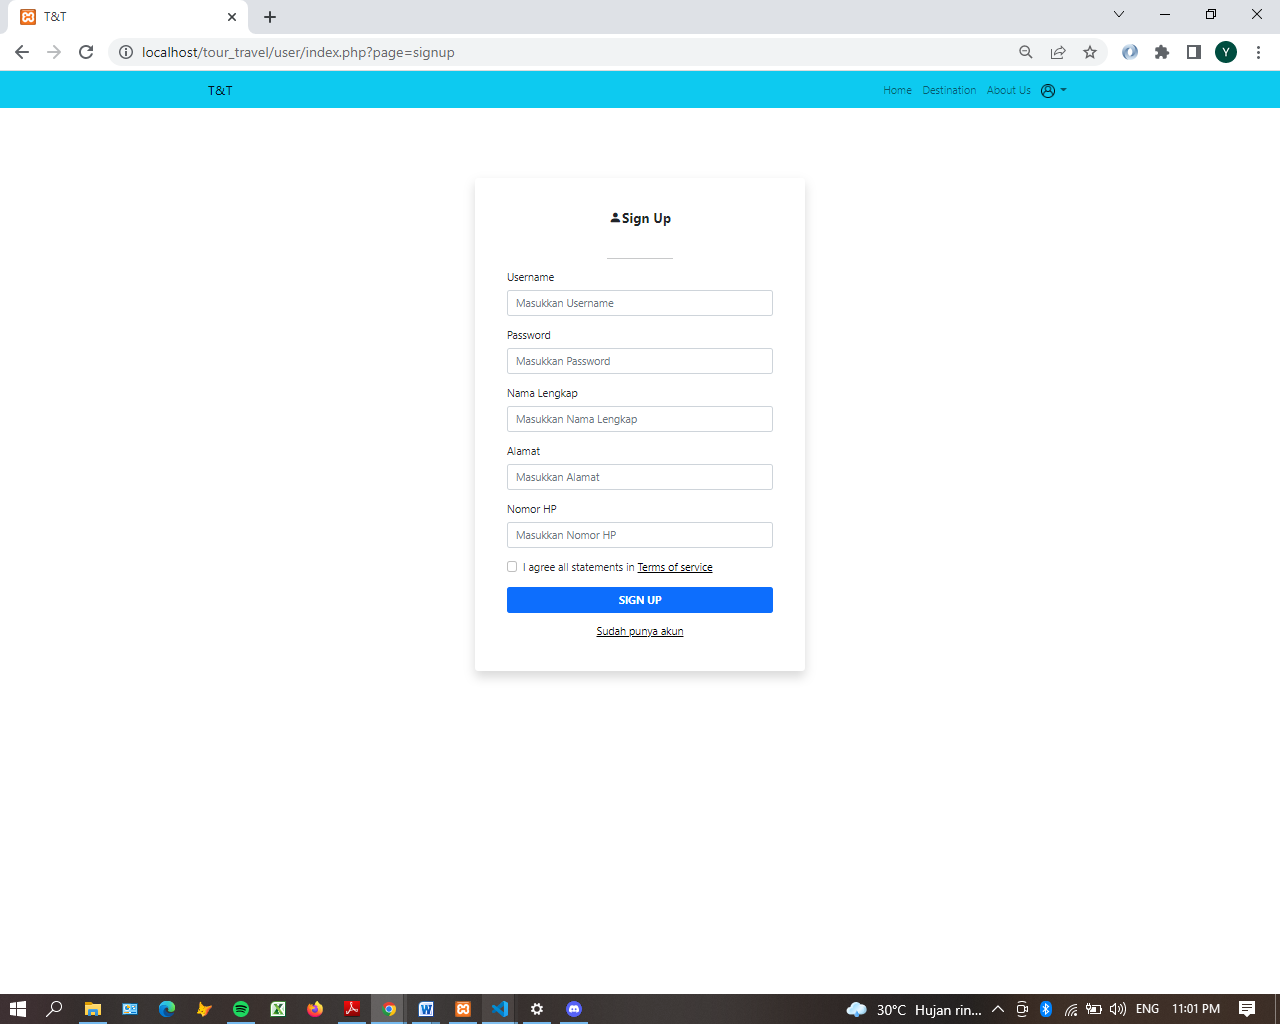 T&T
localhost/tour_travel/user/index.php?page=signup
Y
T&T
Home Destination About Us
Sign Up
Username
Masukkan Username
Password
Masukkan Password
Nama Lengkap
Masukkan Nama Lengkap
Alamat
Masukkan Alamat
Nomor HP
Masukkan Nomor HP
I agree all statements in Terms of service
SIGN UP
Sudah punya akun
30°C Hujan rin... ENG 11:01 PM